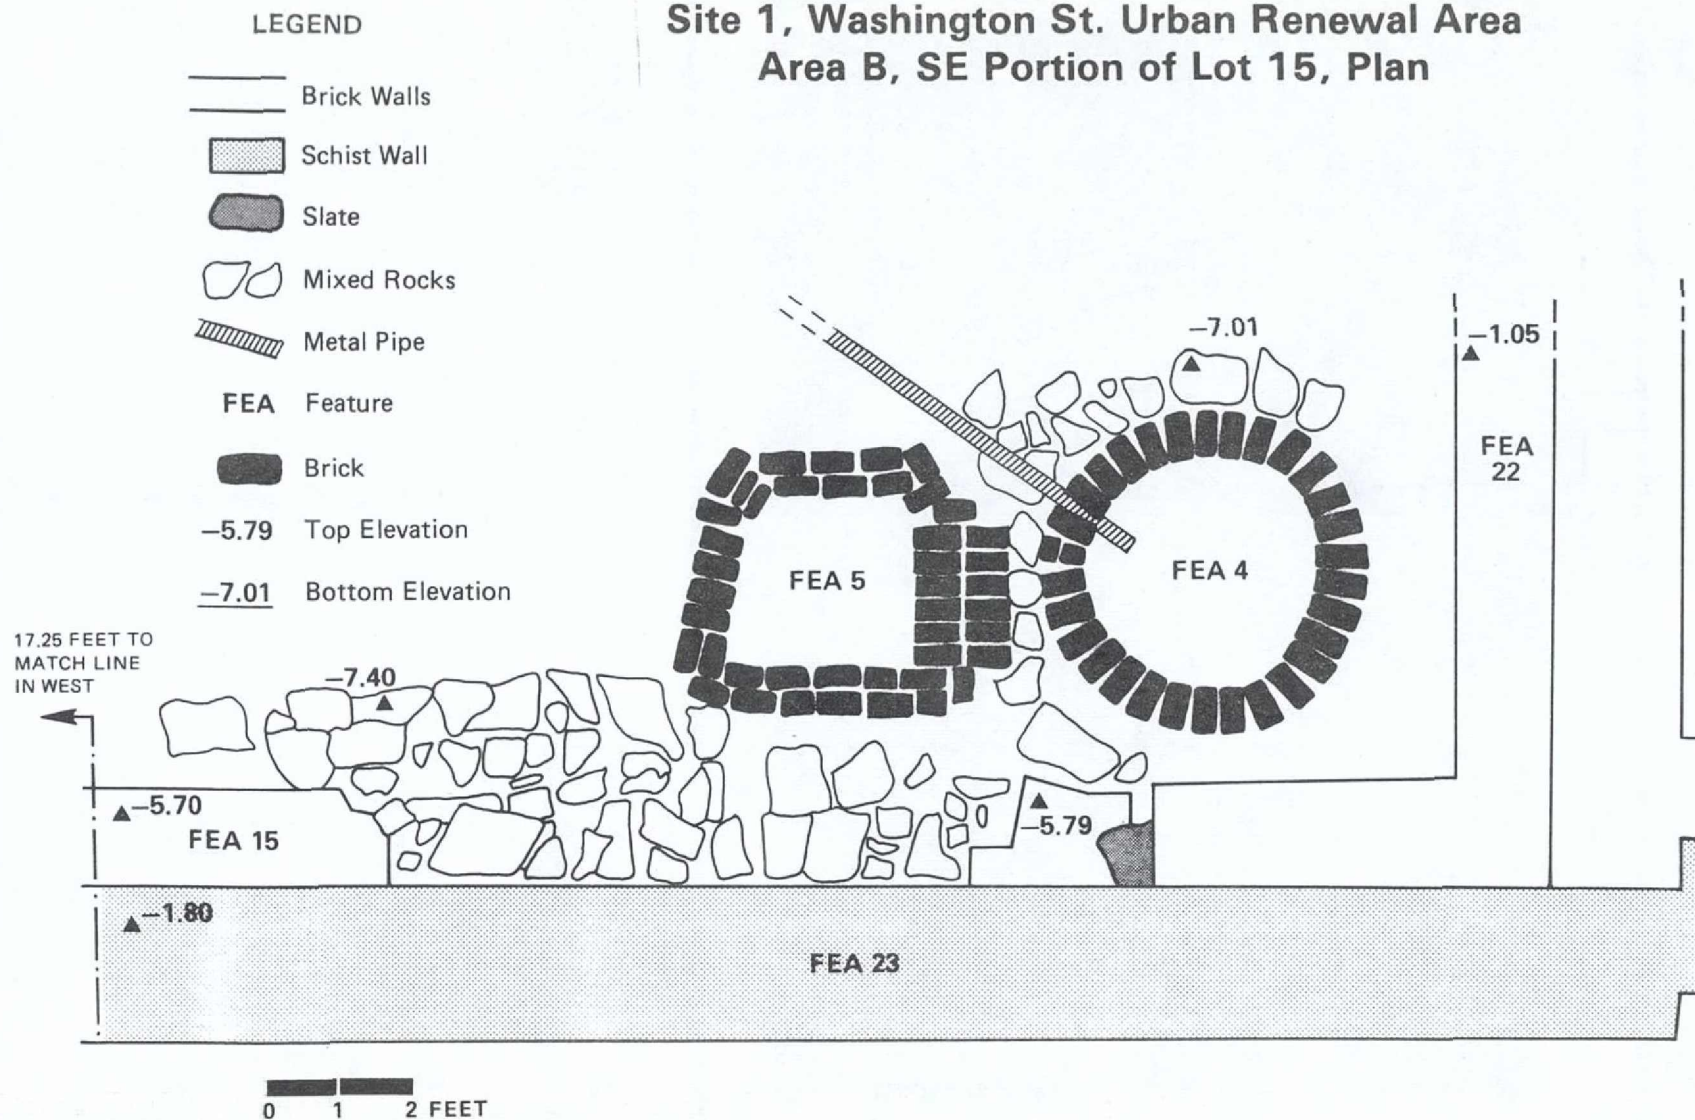 LEGEND
Site 1, Washington St. Urban Renewal Area
Area B, SE Portion of Lot 15, Plan
Brick Walls
Schist Wall
Slate
Mixed Rocks
Metal Pipe
FEA Feature
Brick
−5.79 Top Elevation
−7.01 Bottom Elevation
17.25 FEET TO
MATCH LINE
IN WEST
−7.01
−1.05
FEA
22
FEA 5
FEA 4
−7.40
−5.70
FEA 15
−5.79
−1.80
FEA 23
0 1 2 FEET